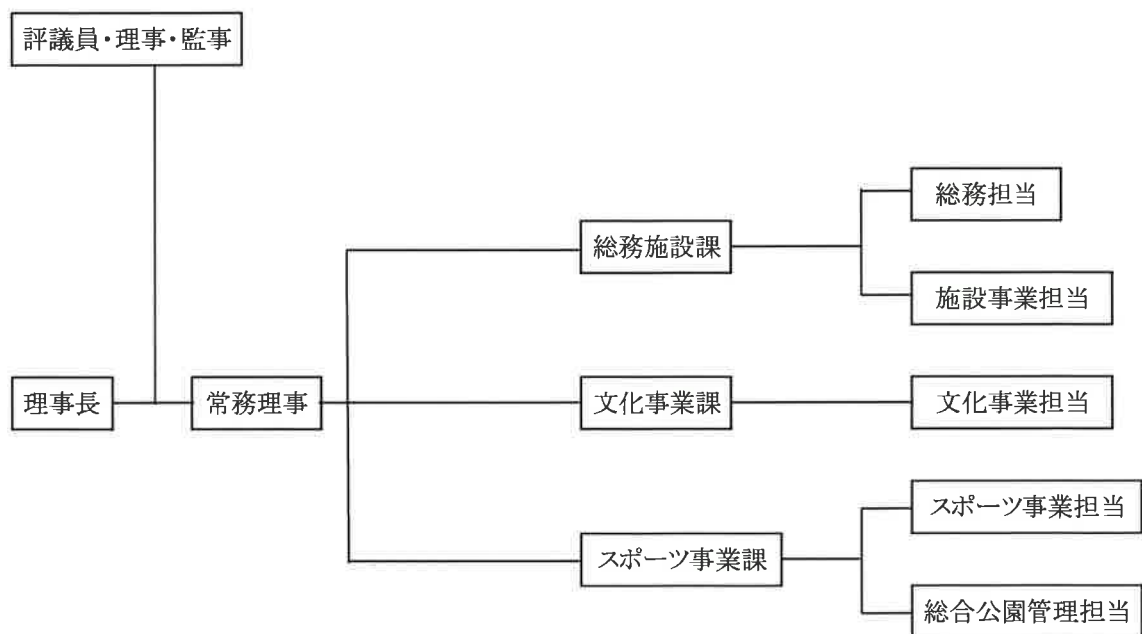 評議員・理事・監事
総務担当
総務施設課
施設事業担当
理事長
常務理事
文化事業課
文化事業担当
スポーツ事業担当
スポーツ事業課
総合公園管理担当